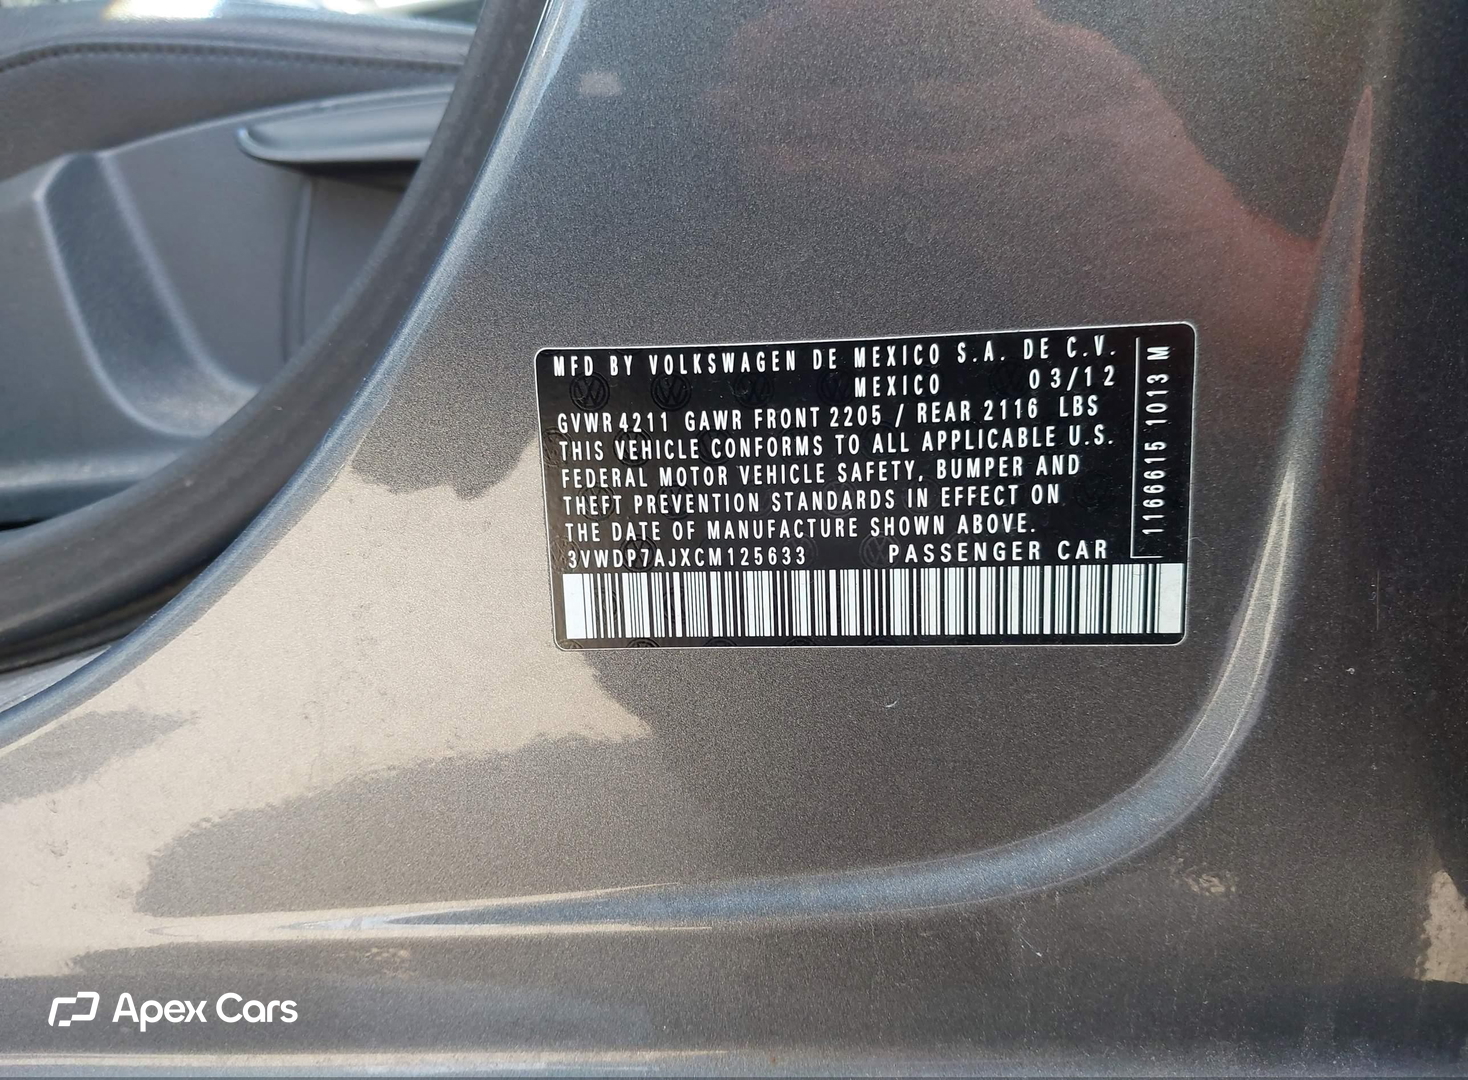 MFD BY VOLKSWAGEN DE MEXICO S.A. DE C.V.
MEXICO 03/12
GVWR 4211 GAWR FRONT 2205 / REAR 2116 LBS
THIS VEHICLE CONFORMS TO ALL APPLICABLE U.S.
FEDERAL MOTOR VEHICLE SAFETY, BUMPER AND
THEFT PREVENTION STANDARDS IN EFFECT ON
THE DATE OF MANUFACTURE SHOWN ABOVE.
3VWDP7AJXCM125633 PASSENGER CAR
1166615 1013 M
Apex Cars